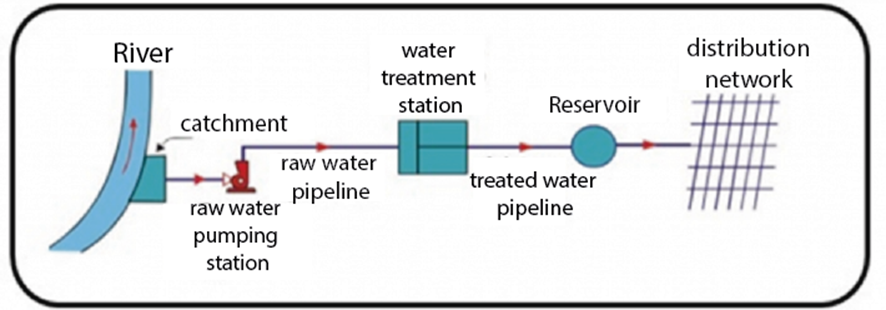 River
catchment
raw water
pumping
station
raw water
pipeline
water
treatment
station
treated water
pipeline
Reservoir
distribution
network